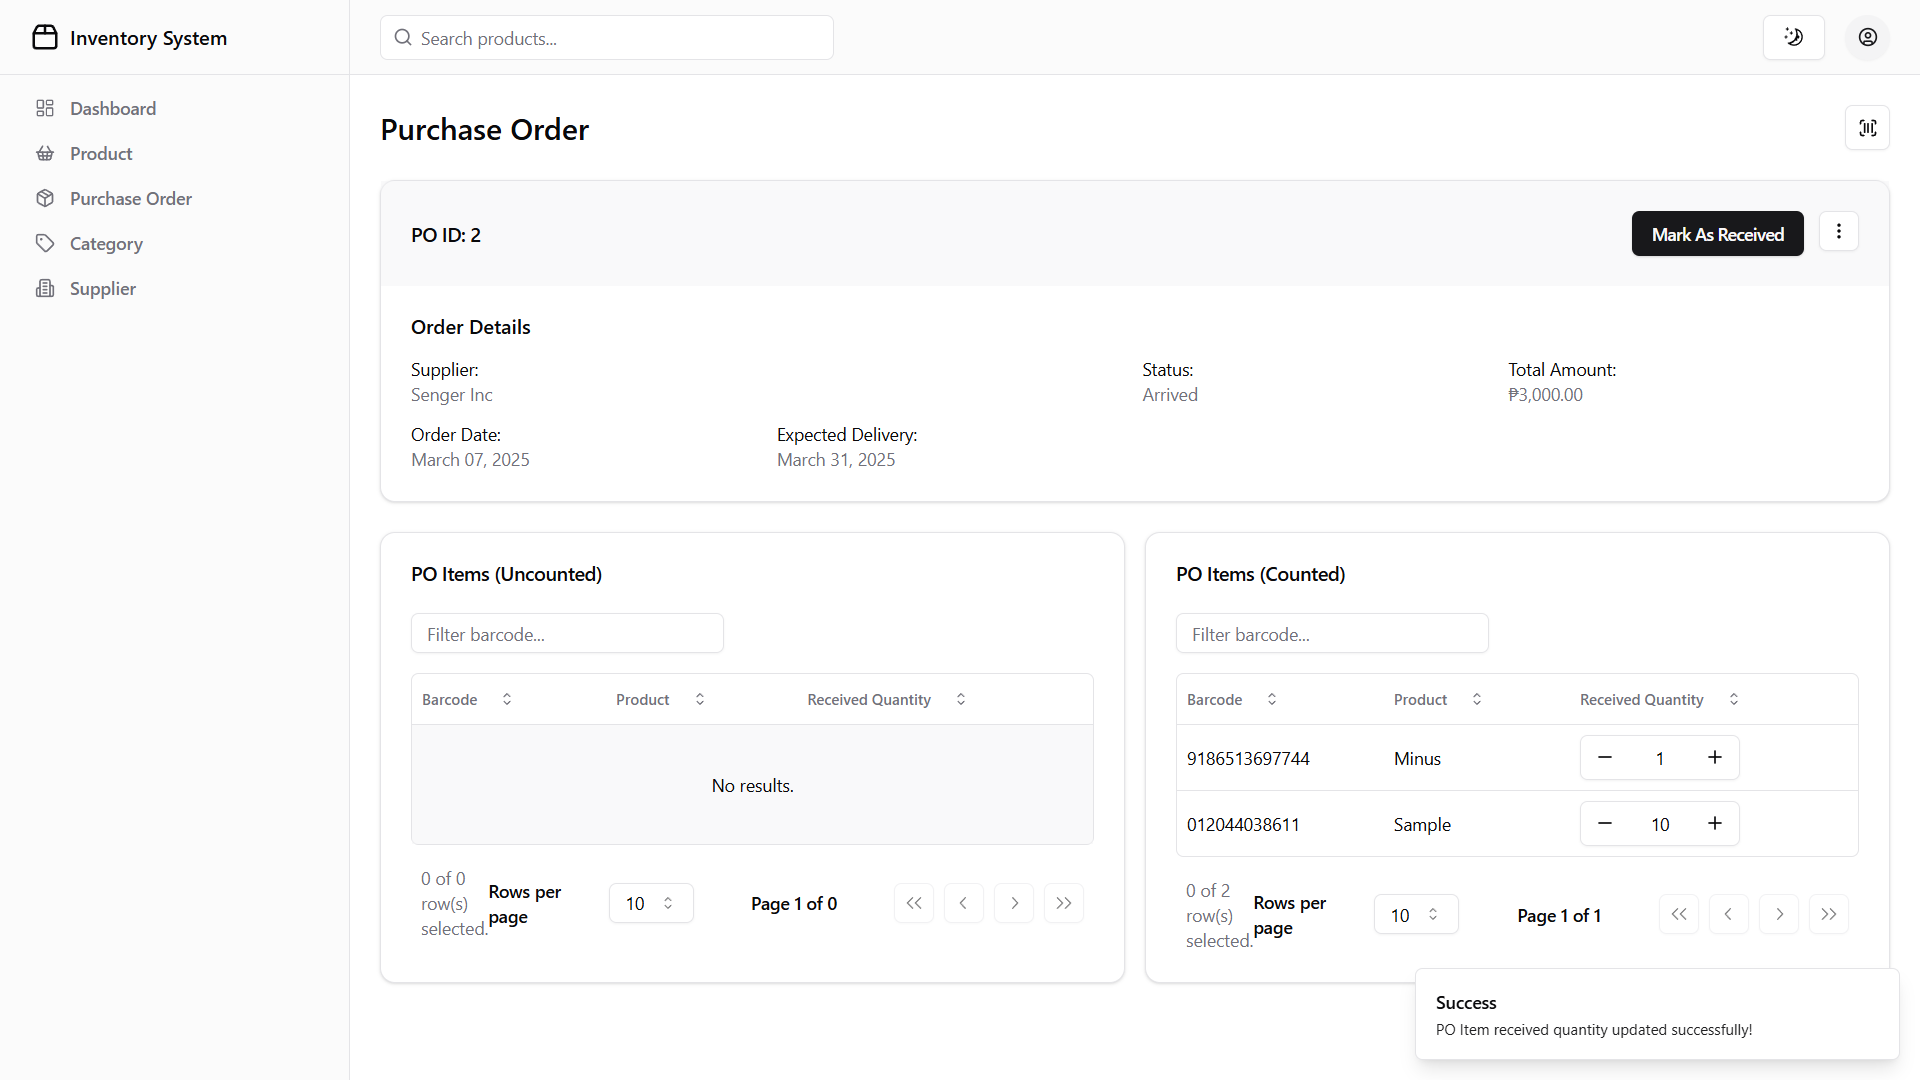 Inventory System
Search products...
Dashboard
Product
Purchase Order
Category
Supplier
Purchase Order
PO ID: 2
Mark As Received
Order Details
Supplier:
Senger Inc
Status:
Arrived
Total Amount:
₱3,000.00
Order Date:
March 07, 2025
Expected Delivery:
March 31, 2025
PO Items (Uncounted)
Filter barcode...
Barcode Product Received Quantity
No results.
0 of 0
row(s)
selected.
Rows per
page
10
Page 1 of 0
PO Items (Counted)
Filter barcode...
Barcode Product Received Quantity
9186513697744 Minus 1
012044038611 Sample 10
0 of 2
row(s)
selected.
Rows per
page
10
Page 1 of 1
Success
PO Item received quantity updated successfully!